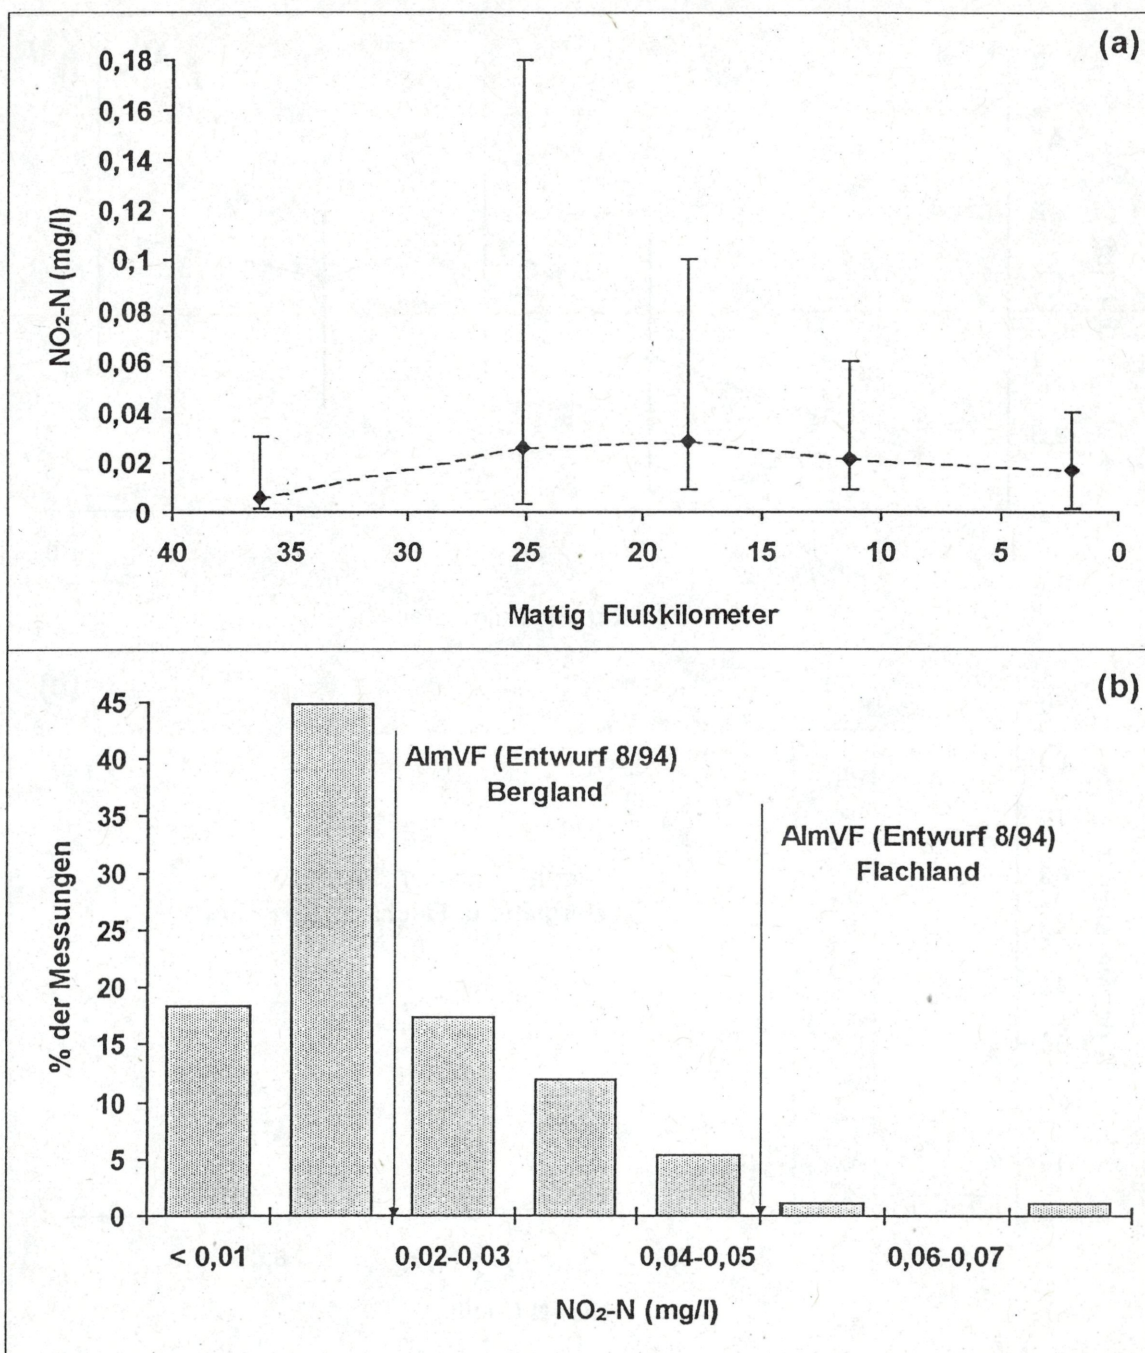 (a)
0,18
0,16
0,14
0,12
0,1
0,08
0,06
0,04
0,02
0
NO₂-N (mg/l)
40 35 30 25 20 15 10 5 0
Mattig Flußkilometer
(b)
45
40
35
30
25
20
15
10
5
0
% der Messungen
AImVF (Entwurf 8/94)
Bergland
AImVF (Entwurf 8/94)
Flachland
< 0,01 0,02-0,03 0,04-0,05 0,06-0,07
NO₂-N (mg/l)